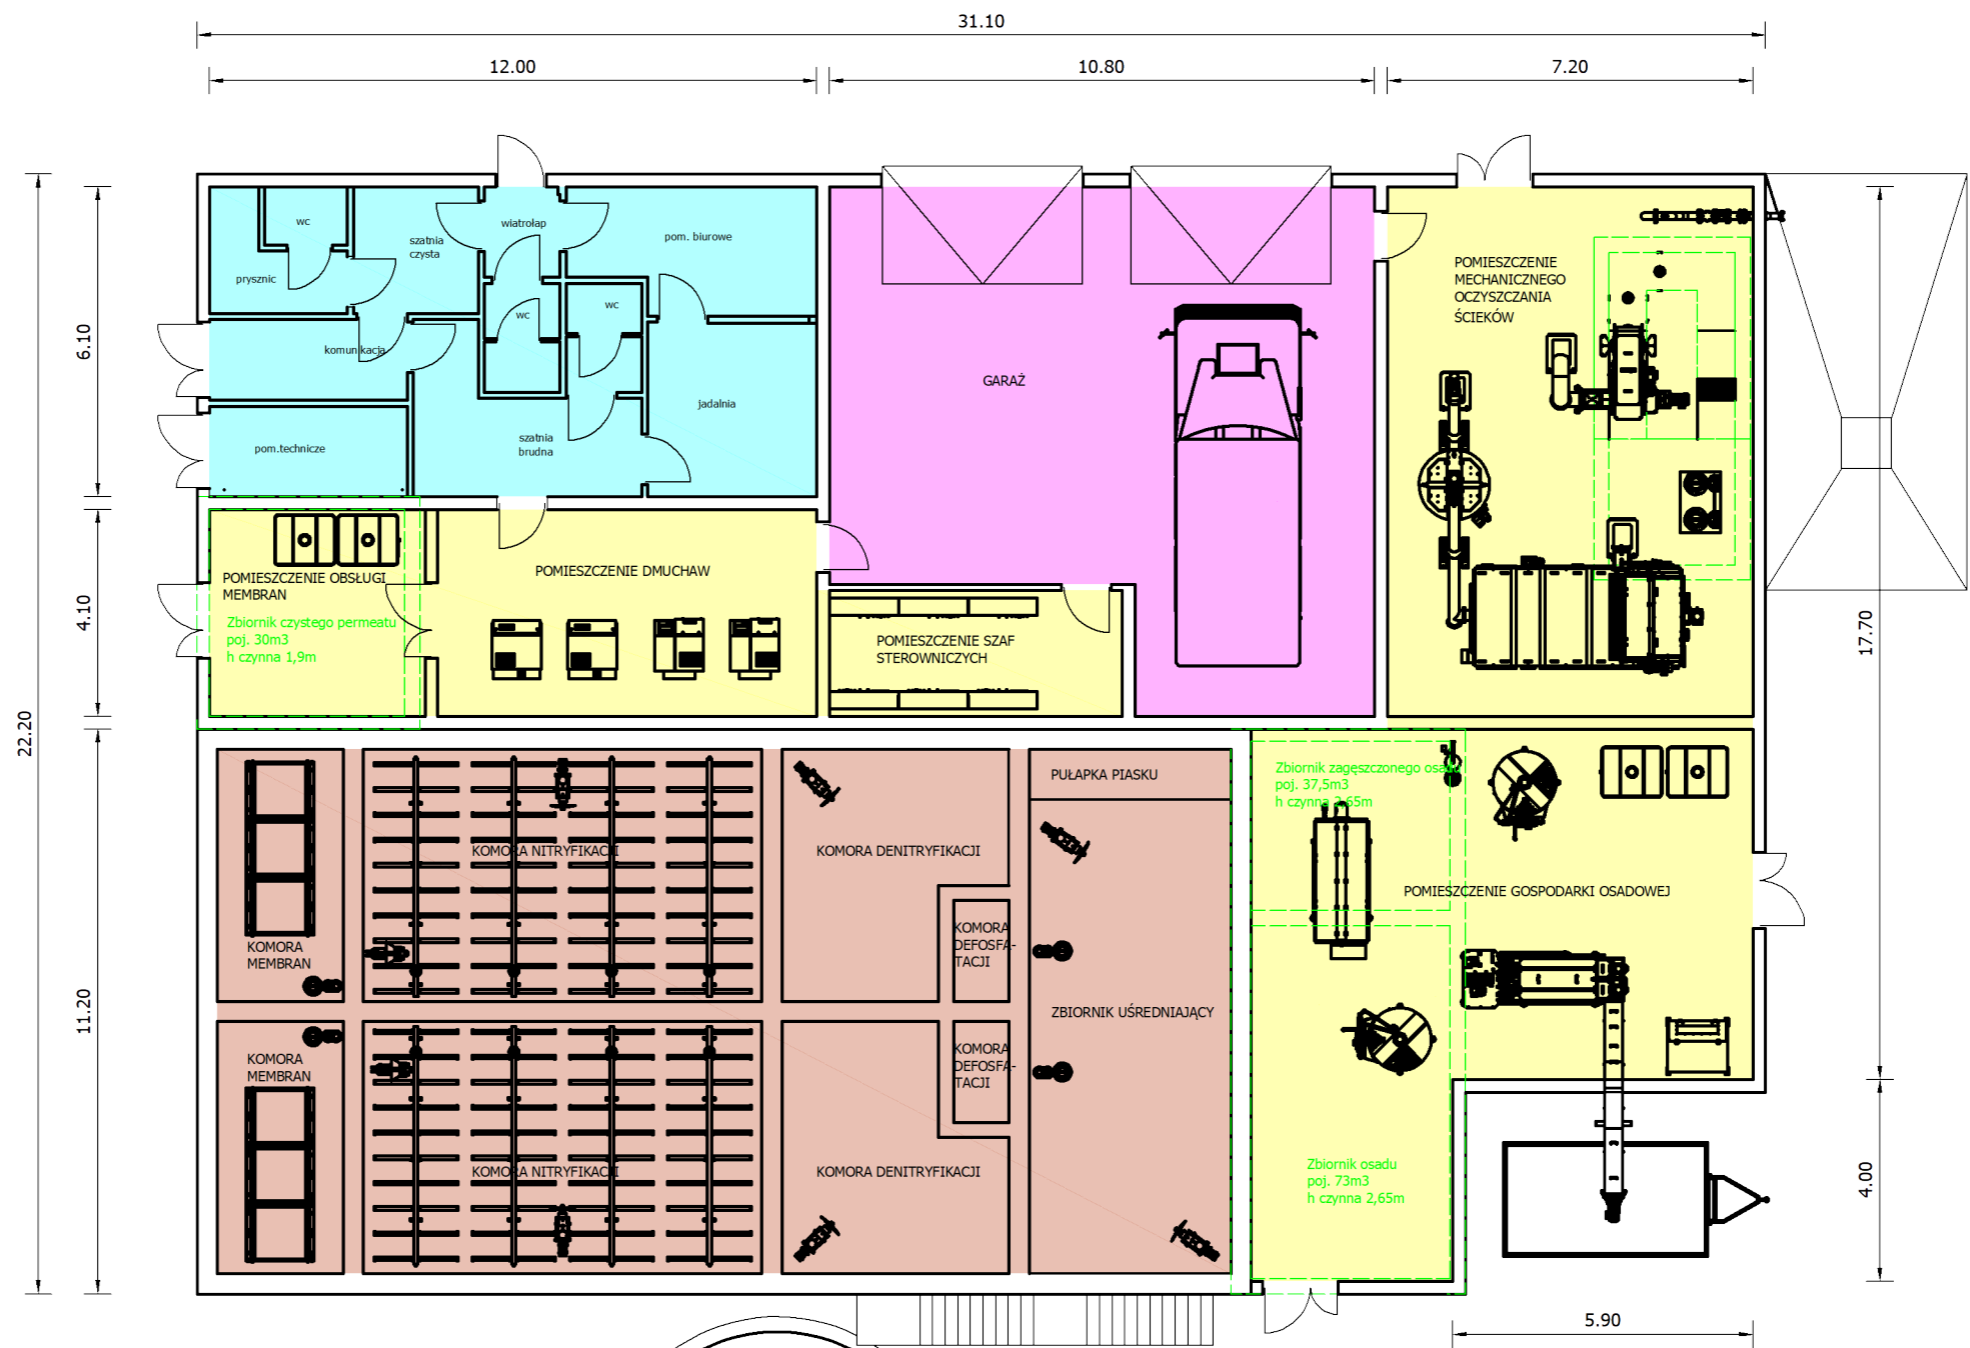 31.10
12.00
10.80
7.20
wc
prysznic
szatnia
czysta
wiatrołap
pom. biurowe
wc
wc
komunikacja
jadalnia
szatnia
brudna
pom.technicze
GARAŻ
POMIESZCZENIE
MECHANICZNEGO
OCZYSZCZANIA
ŚCIEKÓW
6.10
4.10
22.20
11.20
17.70
4.00
5.90
POMIESZCZENIE OBSŁUGI
MEMBRAN
Zbiornik czystego permeatu
poj. 30m3
h czynna 1,9m
POMIESZCZENIE DMUCHAW
POMIESZCZENIE SZAF
STEROWNICZYCH
KOMORA
MEMBRAN
KOMORA NITRYFIKACJI
KOMORA DENITRYFIKACJI
PUŁAPKA PIASKU
KOMORA
DEFOSFA-
TACJI
ZBIORNIK UŚREDNIAJĄCY
KOMORA
MEMBRAN
KOMORA NITRYFIKACJI
KOMORA DENITRYFIKACJI
KOMORA
DEFOSFA-
TACJI
Zbiornik zagęszczonego osadu
poj. 37,5m3
h czynna 2,65m
POMIESZCZENIE GOSPODARKI OSADOWEJ
Zbiornik osadu
poj. 73m3
h czynna 2,65m